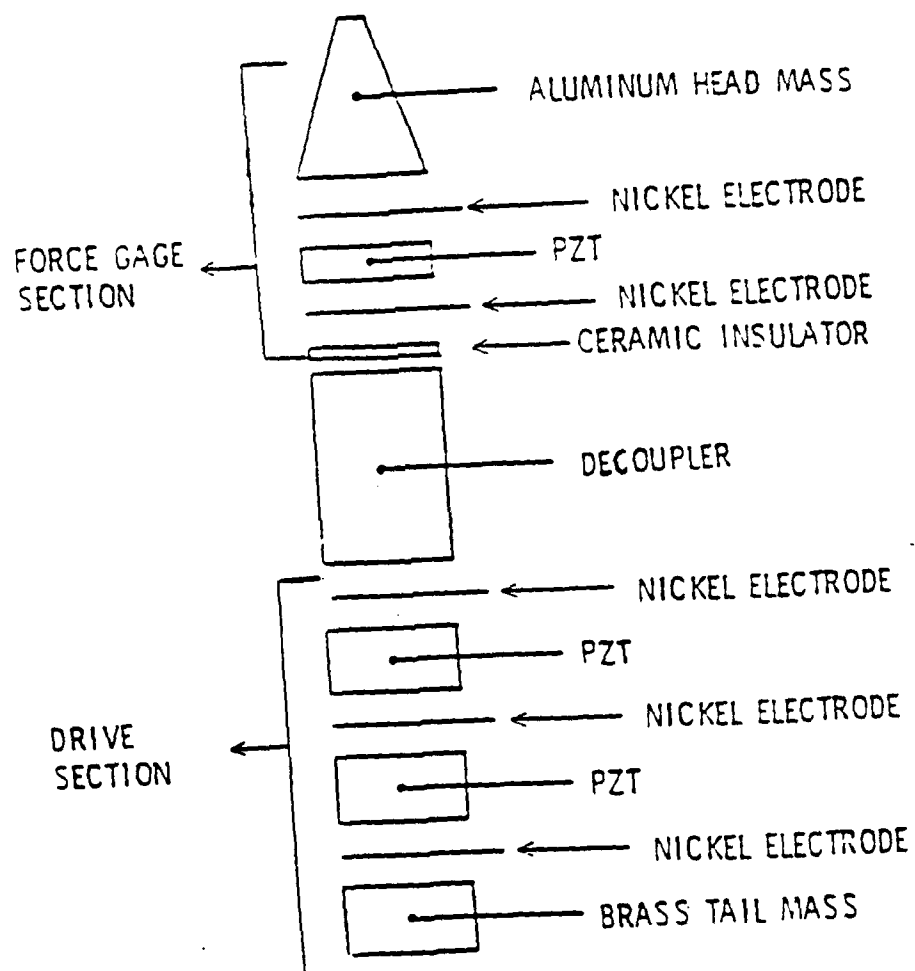 ALUMINUM HEAD MASS
NICKEL ELECTRODE
PZT
FORCE GAGE
SECTION
NICKEL ELECTRODE
CERAMIC INSULATOR
DECOUPLER
NICKEL ELECTRODE
PZT
NICKEL ELECTRODE
DRIVE
SECTION
PZT
NICKEL ELECTRODE
BRASS TAIL MASS